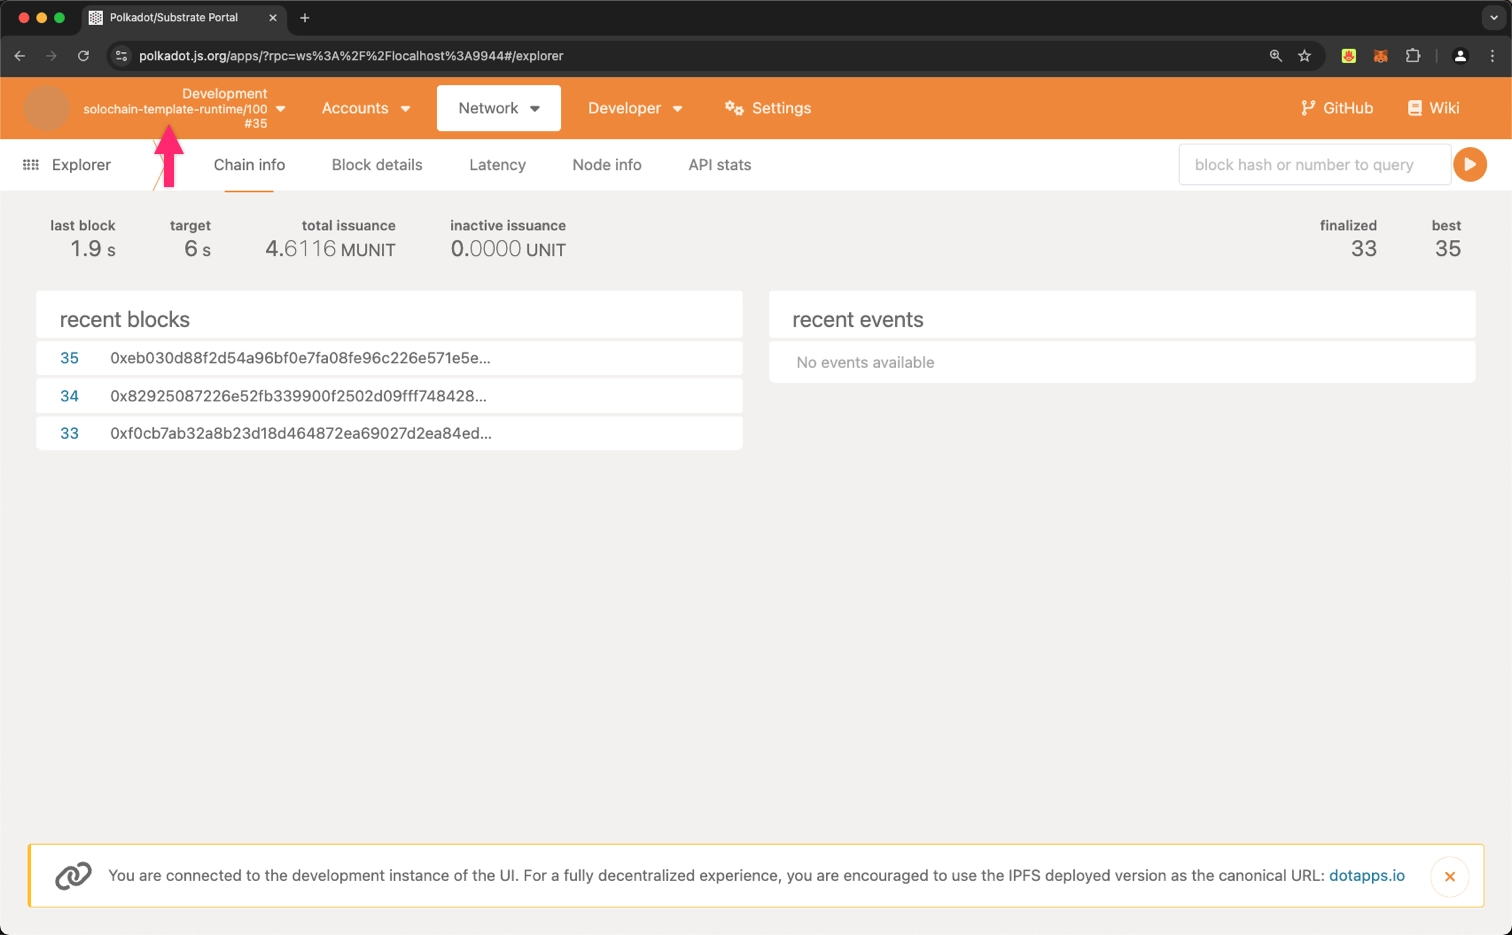 Polkadot/Substrate Portal
polkadot.js.org/apps/?rpc=ws%3A%2F%2Flocalhost%3A9944#/explorer
Development
solochain-template-runtime/100
#35
Accounts
Network
Developer
Settings
GitHub
Wiki
Explorer
Chain info
Block details
Latency
Node info
API stats
block hash or number to query
last block
1.9 s
target
6 s
total issuance
4.6116 MUNIT
inactive issuance
0.0000 UNIT
finalized
33
best
35
recent blocks
35 0xeb030d88f2d54a96bf0e7fa08fe96c226e571e5e...
34 0x82925087226e52fb339900f2502d09fff748428...
33 0xf0cb7ab32a8b23d18d464872ea69027d2ea84ed...
recent events
No events available
You are connected to the development instance of the UI. For a fully decentralized experience, you are encouraged to use the IPFS deployed version as the canonical URL: dotapps.io